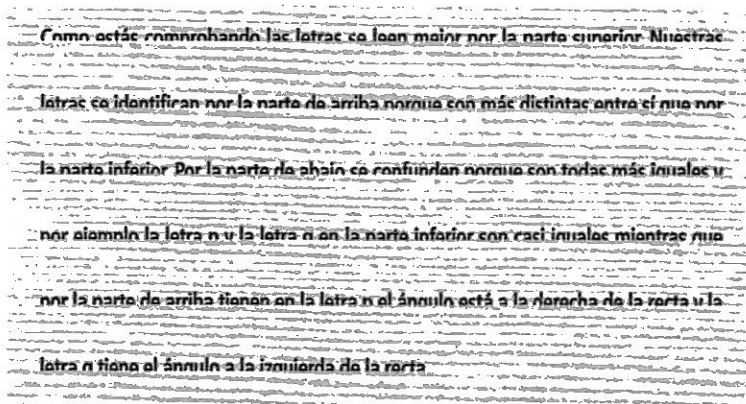 Como estás comprobando las letras se leen mejor por la parte superior. Nuestras
letras se identifican por la parte de arriba porque son más distintas entre sí que por
la parte inferior. Por la parte de abajo se confunden porque son todas más iguales y
por ejemplo la letra p y la letra q en la parte inferior son casi iguales mientras que
por la parte de arriba tienen en la letra p el ángulo está a la derecha de la recta y la
letra q tiene el ángulo a la izquierda de la recta